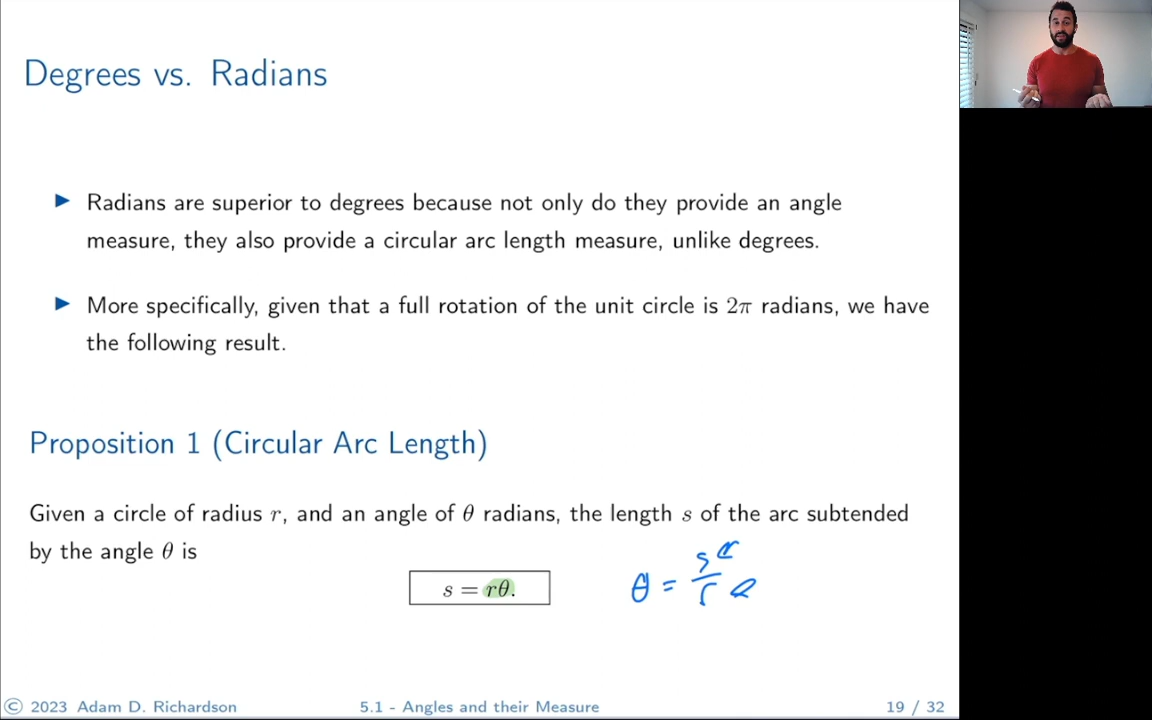 Degrees vs. Radians
▶ Radians are superior to degrees because not only do they provide an angle
measure, they also provide a circular arc length measure, unlike degrees.
▶ More specifically, given that a full rotation of the unit circle is 2π radians, we have
the following result.
Proposition 1 (Circular Arc Length)
Given a circle of radius r, and an angle of θ radians, the length s of the arc subtended
by the angle θ is
s = rθ.
θ = s/r
© 2023 Adam D. Richardson 5.1 - Angles and their Measure 19 / 32